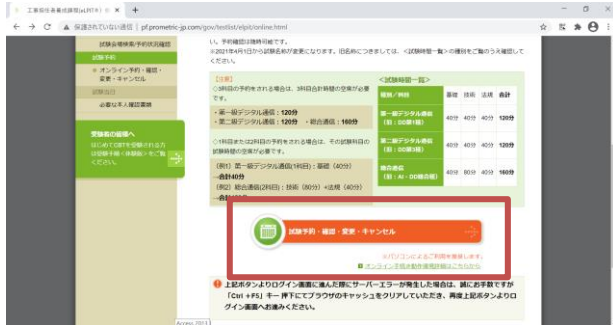 工事担任者養成課程(eLPIT®)
保護されていない通信 | pf.prometric-jp.com/gov/testlist/elpit/online.html
試験会場検索/予約状況確認
試験予約
オンライン予約・確認・
変更・キャンセル
試験当日
必要な本人確認書類
受験者の皆様へ
はじめてCBTを受験される方
は受験手順<体験版>をご覧
ください。
い。予約確認は随時可能です。
※2021年4月1日から試験名称が変更になります。旧名称につきましては、<試験時間一覧>の種別をご覧のうえ確認して
ください。
【注意】
◇3科目の予約をされる場合は、3科目合計時間の空席が必要
です。
・第一級デジタル通信：120分
・第二級デジタル通信：120分 ・総合通信：160分
◇1科目または2科目の予約をされる場合は、その試験科目の
試験時間の空席が必要です。
(例1) 第一級デジタル通信(1科目)：基礎 (40分)
→合計40分
(例2) 総合通信(2科目)：技術 (80分) +法規 (40分)
<試験時間一覧>
種別／科目 基礎 技術 法規 合計
第一級デジタル通信
(旧：DD第1種) 40分 40分 40分 120分
第二級デジタル通信
(旧：DD第3種) 40分 40分 40分 120分
総合通信
(旧：AI・DD総合種) 40分 80分 40分 160分
試験予約・確認・変更・キャンセル
※パソコンによるご利用を推奨します。
オンライン手続き動作環境詳細はこちらから
上記ボタンよりログイン画面に進んだ際にサーバーエラーが発生した場合は、誠にお手数ですが
「Ctrl +F5」キー押下にてブラウザのキャッシュをクリアしていただき、再度上記ボタンよりロ
グイン画面へお進みください。